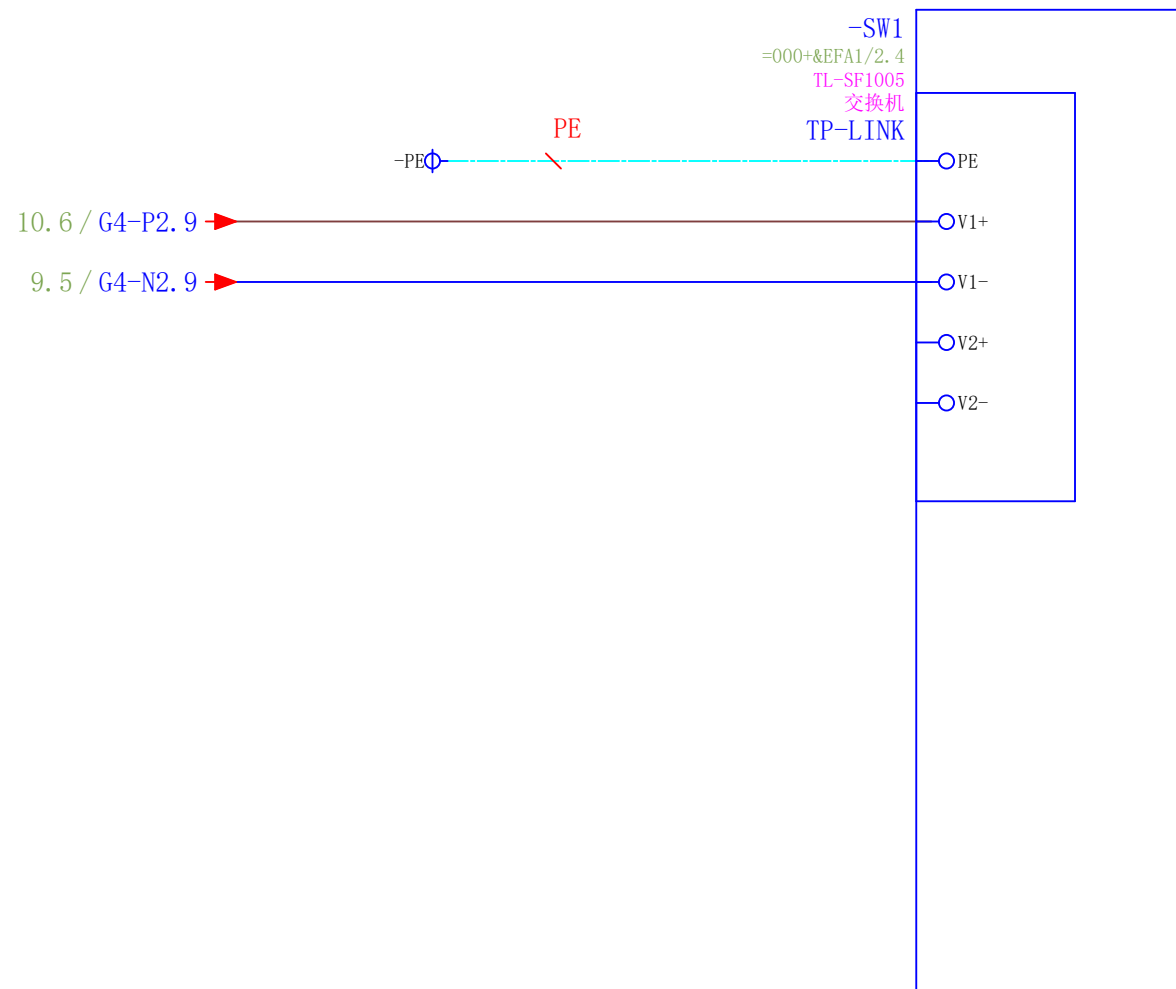 -SW1
=000+&EFA1/2.4
TL-SF1005
交换机
TP-LINK
PE
-PE
PE
10.6/G4-P2.9
V1+
9.5/G4-N2.9
V1-
V2+
V2-